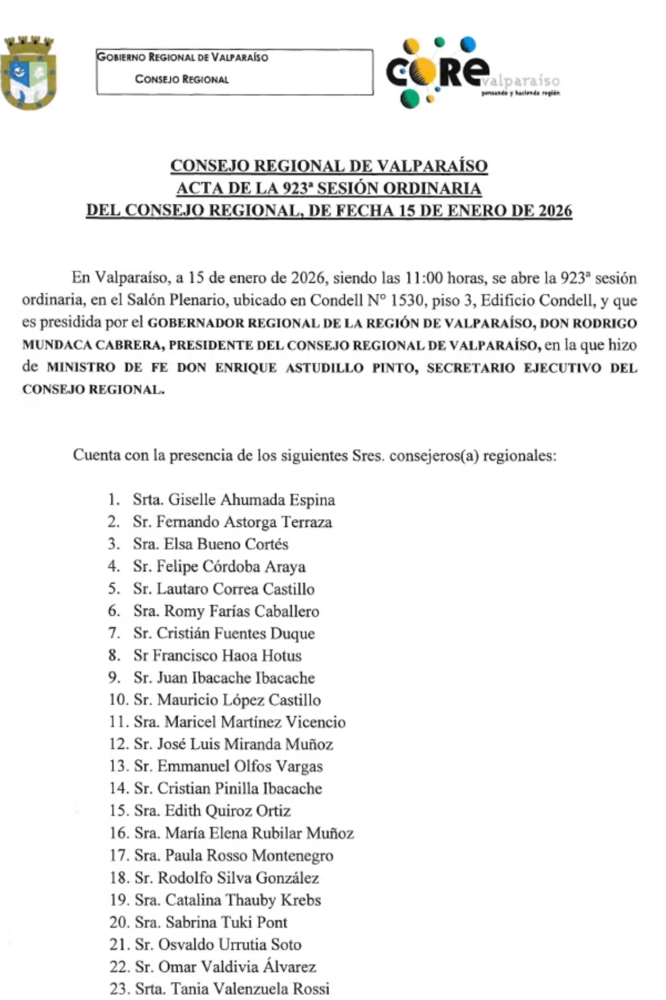 GOBIERNO REGIONAL DE VALPARAÍSO
CONSEJO REGIONAL
CORE
valparaíso
pensando y haciendo región
CONSEJO REGIONAL DE VALPARAÍSO
ACTA DE LA 923ª SESIÓN ORDINARIA
DEL CONSEJO REGIONAL, DE FECHA 15 DE ENERO DE 2026
En Valparaíso, a 15 de enero de 2026, siendo las 11:00 horas, se abre la 923ª sesión
ordinaria, en el Salón Plenario, ubicado en Condell N° 1530, piso 3, Edificio Condell, y que
es presidida por el GOBERNADOR REGIONAL DE LA REGIÓN DE VALPARAÍSO, DON RODRIGO
MUNDACA CABRERA, PRESIDENTE DEL CONSEJO REGIONAL DE VALPARAÍSO, en la que hizo
de MINISTRO DE FE DON ENRIQUE ASTUDILLO PINTO, SECRETARIO EJECUTIVO DEL
CONSEJO REGIONAL.
Cuenta con la presencia de los siguientes Sres. consejeros(a) regionales:
1. Srta. Giselle Ahumada Espina
2. Sr. Fernando Astorga Terraza
3. Sra. Elsa Bueno Cortés
4. Sr. Felipe Córdoba Araya
5. Sr. Lautaro Correa Castillo
6. Sra. Romy Farías Caballero
7. Sr. Cristián Fuentes Duque
8. Sr Francisco Haoa Hotus
9. Sr. Juan Ibacache Ibacache
10. Sr. Mauricio López Castillo
11. Sra. Maricel Martínez Vicencio
12. Sr. José Luis Miranda Muñoz
13. Sr. Emmanuel Olfos Vargas
14. Sr. Cristian Pinilla Ibacache
15. Sra. Edith Quiroz Ortiz
16. Sra. María Elena Rubilar Muñoz
17. Sra. Paula Rosso Montenegro
18. Sr. Rodolfo Silva González
19. Sra. Catalina Thauby Krebs
20. Sra. Sabrina Tuki Pont
21. Sr. Osvaldo Urrutia Soto
22. Sr. Omar Valdivia Álvarez
23. Srta. Tania Valenzuela Rossi